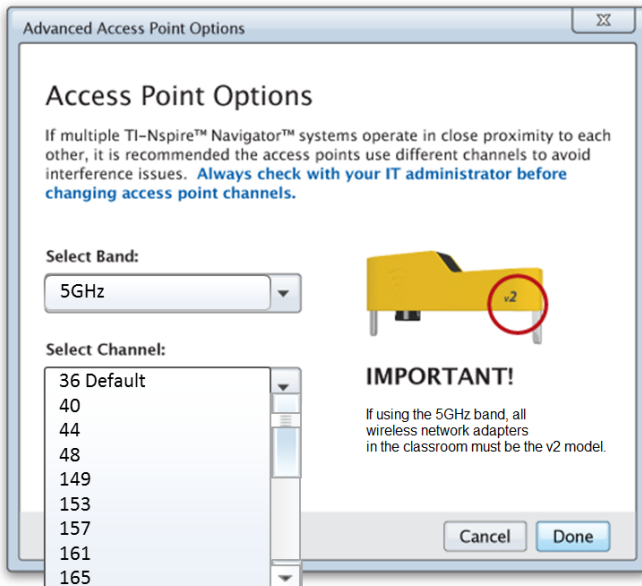 Advanced Access Point Options
Access Point Options
If multiple TI-Nspire™ Navigator™ systems operate in close proximity to each
other, it is recommended the access points use different channels to avoid
interference issues. Always check with your IT administrator before
changing access point channels.
Select Band:
5GHz
v2
Select Channel:
36 Default
40
44
48
149
153
157
161
165
IMPORTANT!
If using the 5GHz band, all
wireless network adapters
in the classroom must be the v2 model.
Cancel
Done